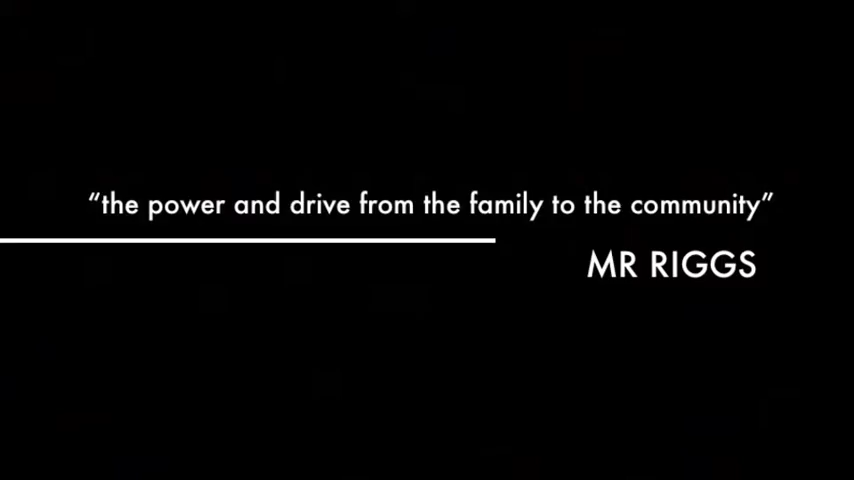 “the power and drive from the family to the community”
MR RIGGS